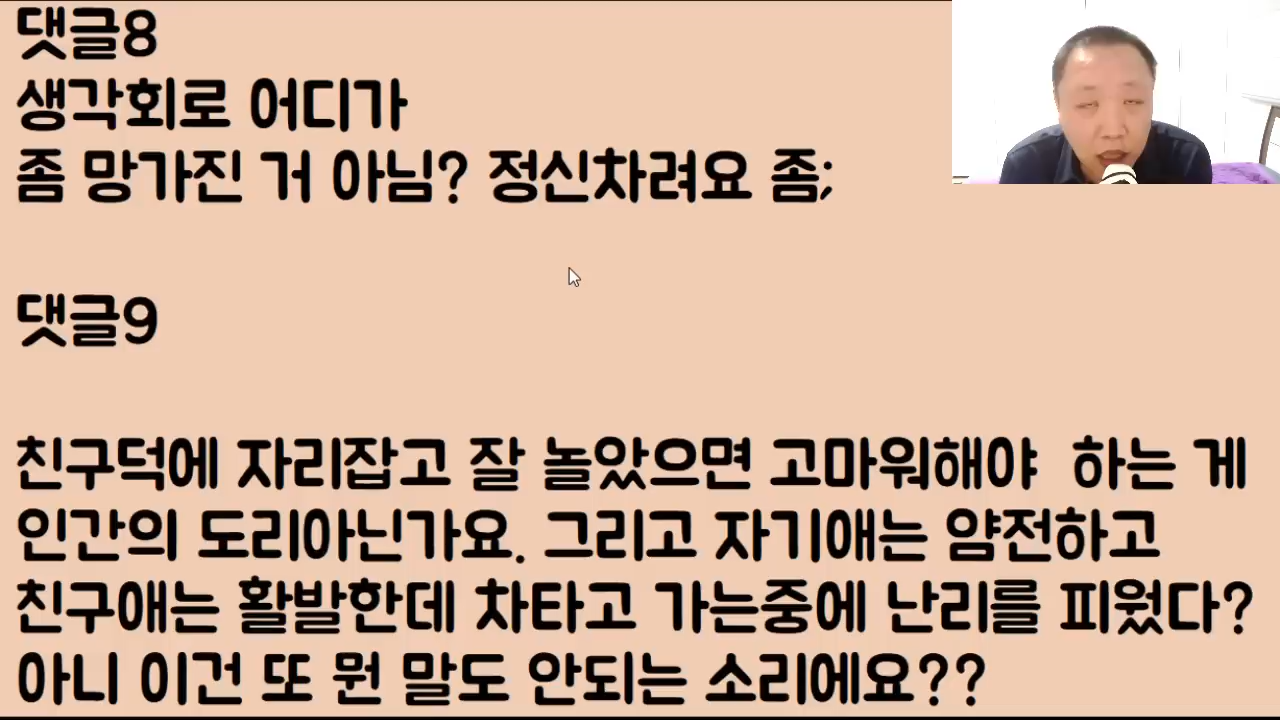 댓글8
생각회로 어디가
좀 망가진 거 아님? 정신차려요 좀;
댓글9
친구덕에 자리잡고 잘 놀았으면 고마워해야 하는 게
인간의 도리아닌가요. 그리고 자기애는 얌전하고
친구애는 활발한데 차타고 가는중에 난리를 피웠다?
아니 이건 또 뭔 말도 안되는 소리에요??